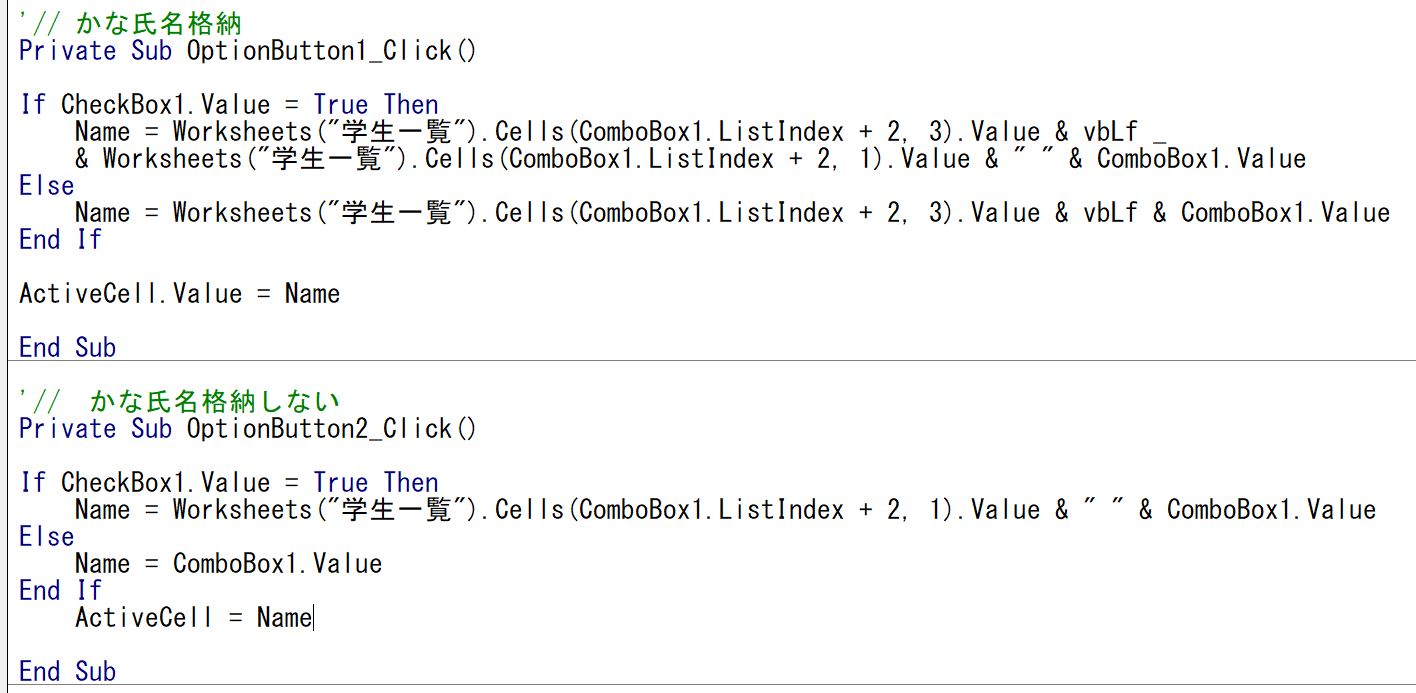 '// かな氏名格納
Private Sub OptionButton1_Click()
If CheckBox1.Value = True Then
Name = Worksheets("学生一覧").Cells(ComboBox1.ListIndex + 2, 3).Value & vbLf _
& Worksheets("学生一覧").Cells(ComboBox1.ListIndex + 2, 1).Value & " " & ComboBox1.Value
Else
Name = Worksheets("学生一覧").Cells(ComboBox1.ListIndex + 2, 3).Value & vbLf & ComboBox1.Value
End If
ActiveCell.Value = Name
End Sub
'//  かな氏名格納しない
Private Sub OptionButton2_Click()
If CheckBox1.Value = True Then
Name = Worksheets("学生一覧").Cells(ComboBox1.ListIndex + 2, 1).Value & " " & ComboBox1.Value
Else
Name = ComboBox1.Value
End If
ActiveCell = Name
End Sub